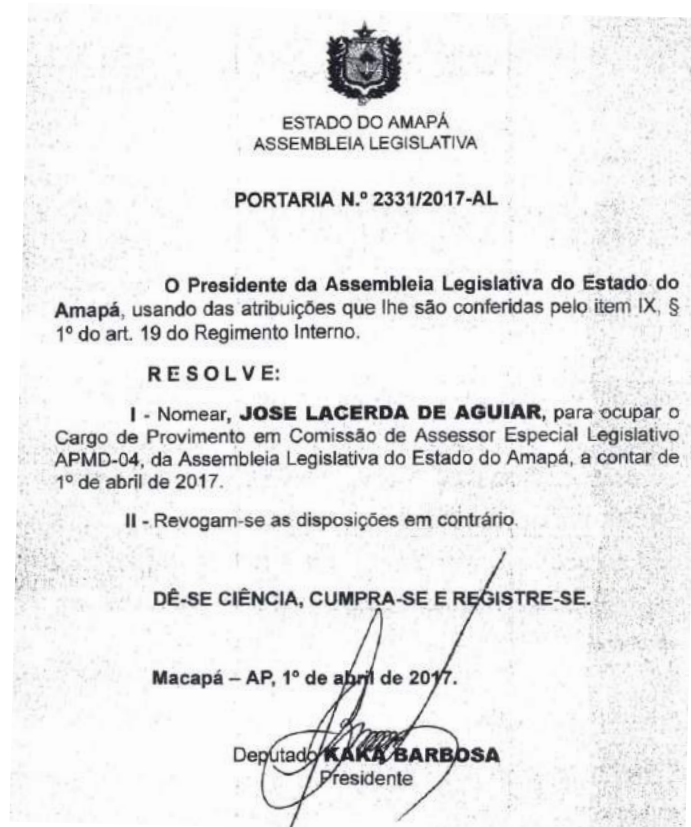 ESTADO DO AMAPÁ
ASSEMBLEIA LEGISLATIVA
PORTARIA N.º 2331/2017-AL
O Presidente da Assembleia Legislativa do Estado do
Amapá, usando das atribuições que lhe são conferidas pelo item IX, §
1º do art. 19 do Regimento Interno.
R E S O L V E:
I - Nomear, JOSE LACERDA DE AGUIAR, para ocupar o
Cargo de Provimento em Comissão de Assessor Especial Legislativo
APMD-04, da Assembleia Legislativa do Estado do Amapá, a contar de
1º de abril de 2017.
II - Revogam-se as disposições em contrário.
DÊ-SE CIÊNCIA, CUMPRA-SE E REGISTRE-SE.
Macapá – AP, 1º de abril de 2017.
Deputado KAKÁ BARBOSA
Presidente